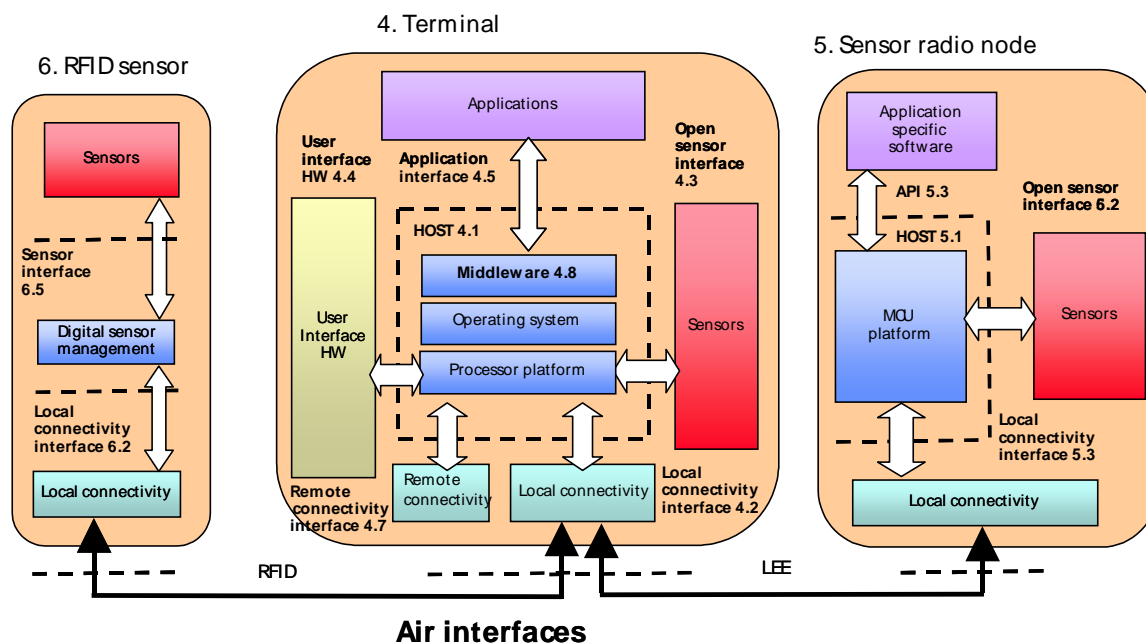 4. Terminal
5. Sensor radio node
6. RFID sensor
Sensors
Sensor
interface
6.5
Digital sensor
management
Local connectivity
interface 6.2
Local connectivity
Applications
User
interface
HW 4.4
Application
interface 4.5
Open
sensor
interface
4.3
HOST 4.1
Middleware 4.8
Operating system
Processor platform
User
Interface
HW
Sensors
Remote
connectivity
interface 4.7
Remote
connectivity
Local connectivity
Local
connectivity
interface 4.2
Application
specific
software
API 5.3
Open sensor
interface 6.2
HOST 5.1
MCU
platform
Sensors
Local
connectivity
interface 5.3
Local connectivity
RFID
LEE
Air interfaces